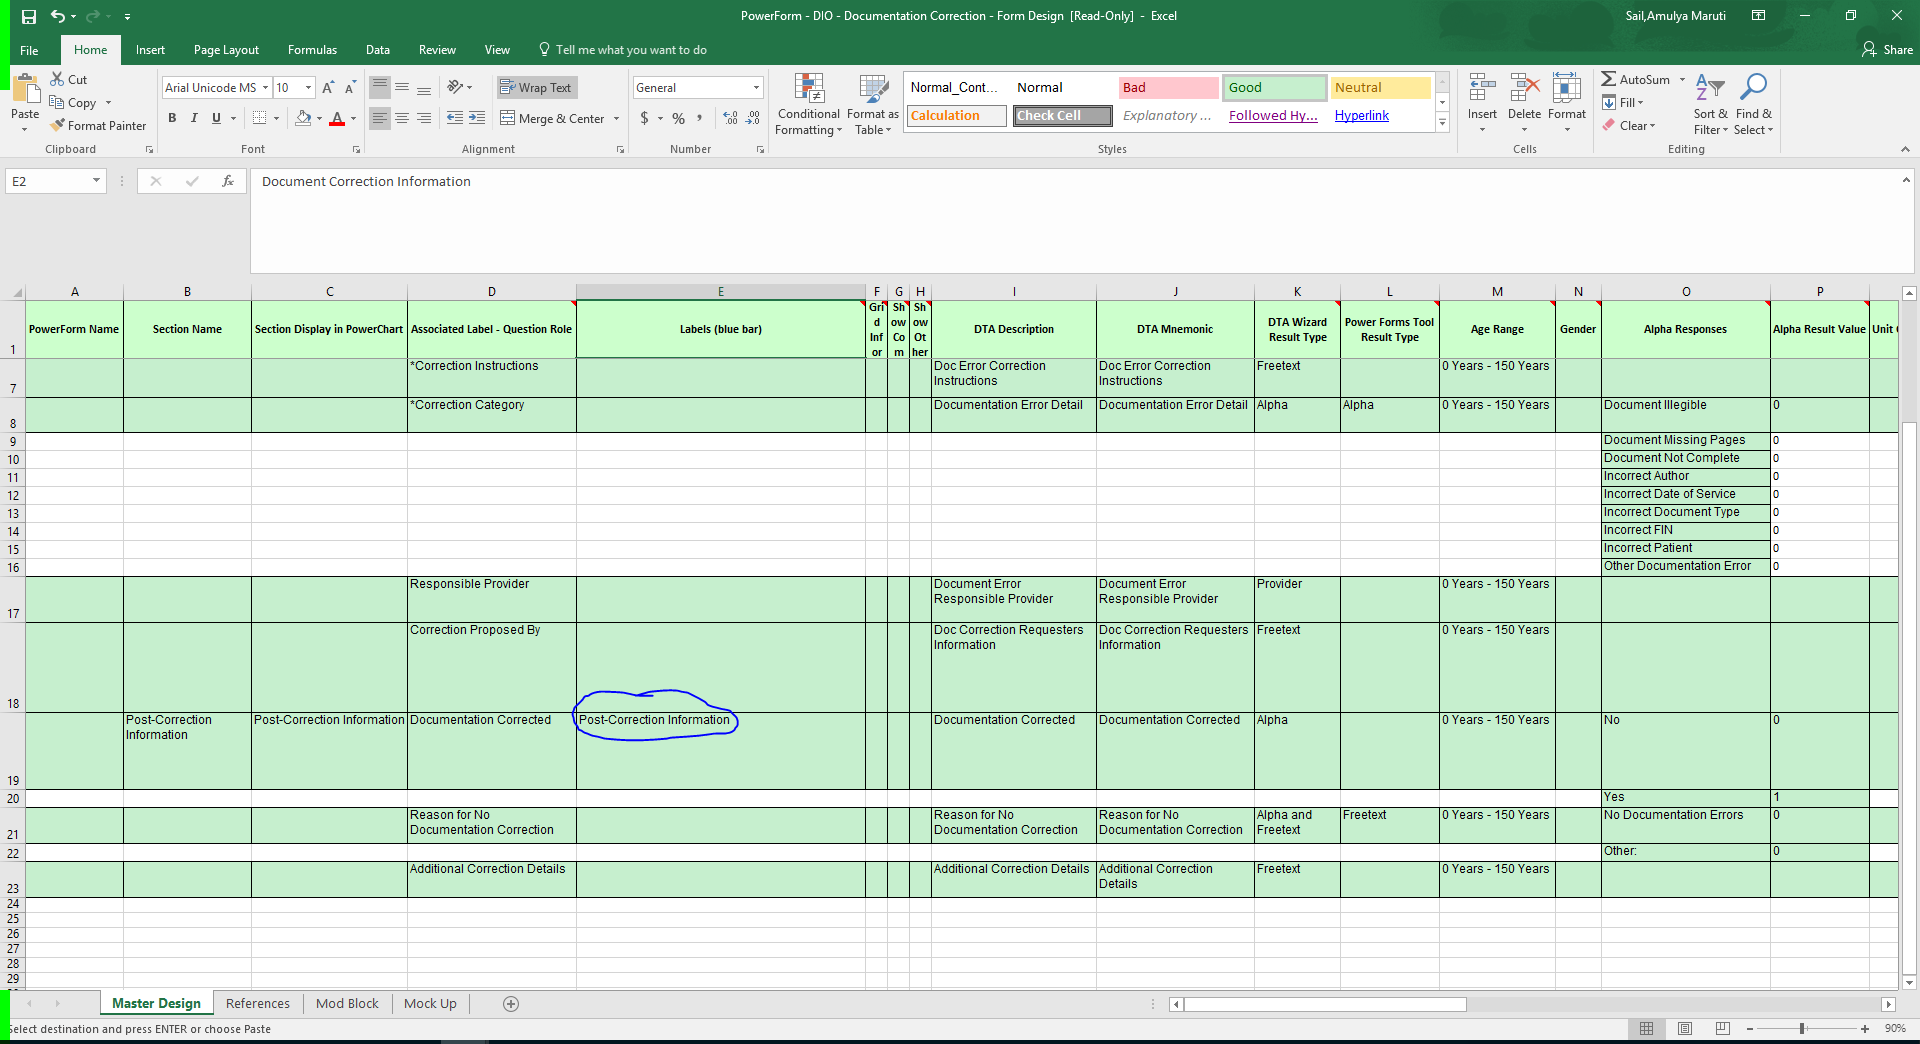 PowerForm - DIO - Documentation Correction - Form Design [Read-Only] - Excel
Sail,Amulya Maruti
File Home Insert Page Layout Formulas Data Review View Tell me what you want to do Share
Paste
Cut
Copy
Format Painter
Arial Unicode MS 10
B I U
Wrap Text
Merge & Center
General
$ % ,
Conditional Formatting
Format as Table
Normal_Cont... Normal Bad Good Neutral
Calculation Check Cell Explanatory ... Followed Hy... Hyperlink
Insert Delete Format
AutoSum
Fill
Clear
Sort & Filter
Find & Select
Clipboard Font Alignment Number Styles Cells Editing
E2 fx Document Correction Information
A B C D E F G H I J K L M N O P
1 PowerForm Name Section Name Section Display in PowerChart Associated Label - Question Role Labels (blue bar) Grid Infor Show Com Show Other DTA Description DTA Mnemonic DTA Wizard Result Type Power Forms Tool Result Type Age Range Gender Alpha Responses Alpha Result Value Unit
7 *Correction Instructions Doc Error Correction Instructions Doc Error Correction Instructions Freetext 0 Years - 150 Years
8 *Correction Category Documentation Error Detail Documentation Error Detail Alpha Alpha 0 Years - 150 Years Document Illegible 0
9 Document Missing Pages 0
10 Document Not Complete 0
11 Incorrect Author 0
12 Incorrect Date of Service 0
13 Incorrect Document Type 0
14 Incorrect FIN 0
15 Incorrect Patient 0
16 Other Documentation Error 0
17 Responsible Provider Document Error Responsible Provider Document Error Responsible Provider Provider 0 Years - 150 Years
18 Correction Proposed By Doc Correction Requesters Information Doc Correction Requesters Information Freetext 0 Years - 150 Years
19 Post-Correction Information Post-Correction Information Documentation Corrected Post-Correction Information Documentation Corrected Documentation Corrected Alpha 0 Years - 150 Years No 0
20 Yes 1
21 Reason for No Documentation Correction Reason for No Documentation Correction Reason for No Documentation Correction Alpha and Freetext Freetext 0 Years - 150 Years No Documentation Errors 0
22 Other: 0
23 Additional Correction Details Additional Correction Details Additional Correction Details Freetext 0 Years - 150 Years
24
25
26
27
28
29
Master Design References Mod Block Mock Up
Select destination and press ENTER or choose Paste
90%